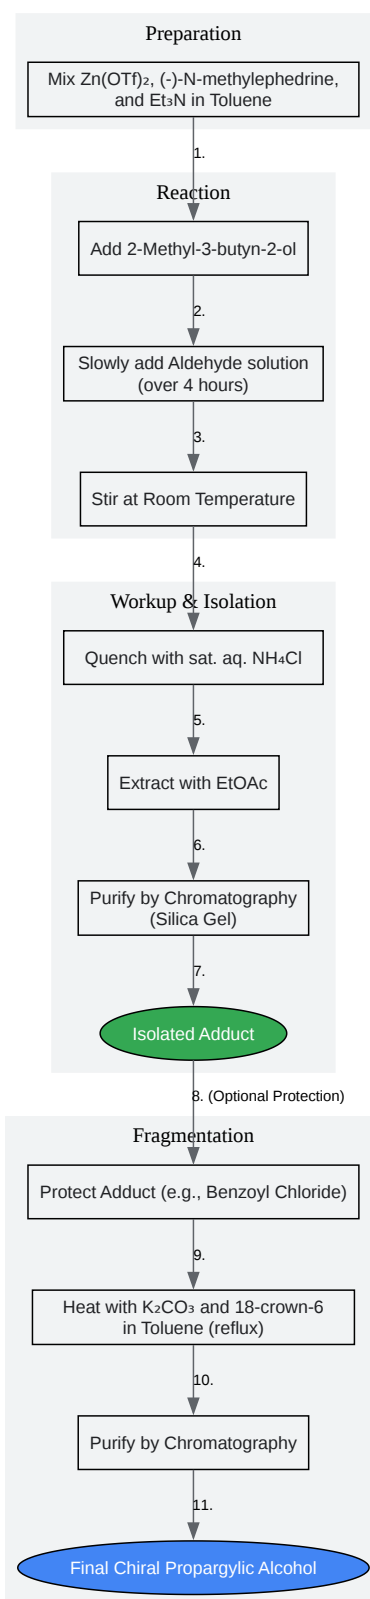 Preparation
Mix Zn(OTf)₂, (-)-N-methylephedrine,
and Et₃N in Toluene
1.
Reaction
Add 2-Methyl-3-butyn-2-ol
2.
Slowly add Aldehyde solution
(over 4 hours)
3.
Stir at Room Temperature
4.
Workup & Isolation
Quench with sat. aq. NH₄Cl
5.
Extract with EtOAc
6.
Purify by Chromatography
(Silica Gel)
7.
Isolated Adduct
8. (Optional Protection)
Fragmentation
Protect Adduct (e.g., Benzoyl Chloride)
9.
Heat with K₂CO₃ and 18-crown-6
in Toluene (reflux)
10.
Purify by Chromatography
11.
Final Chiral Propargylic Alcohol